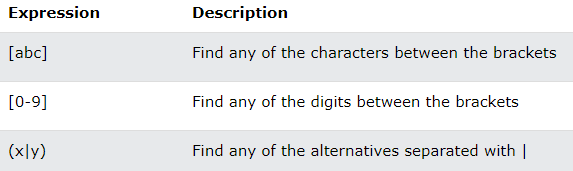 Expression Description
[abc] Find any of the characters between the brackets
[0-9] Find any of the digits between the brackets
(x|y) Find any of the alternatives separated with |